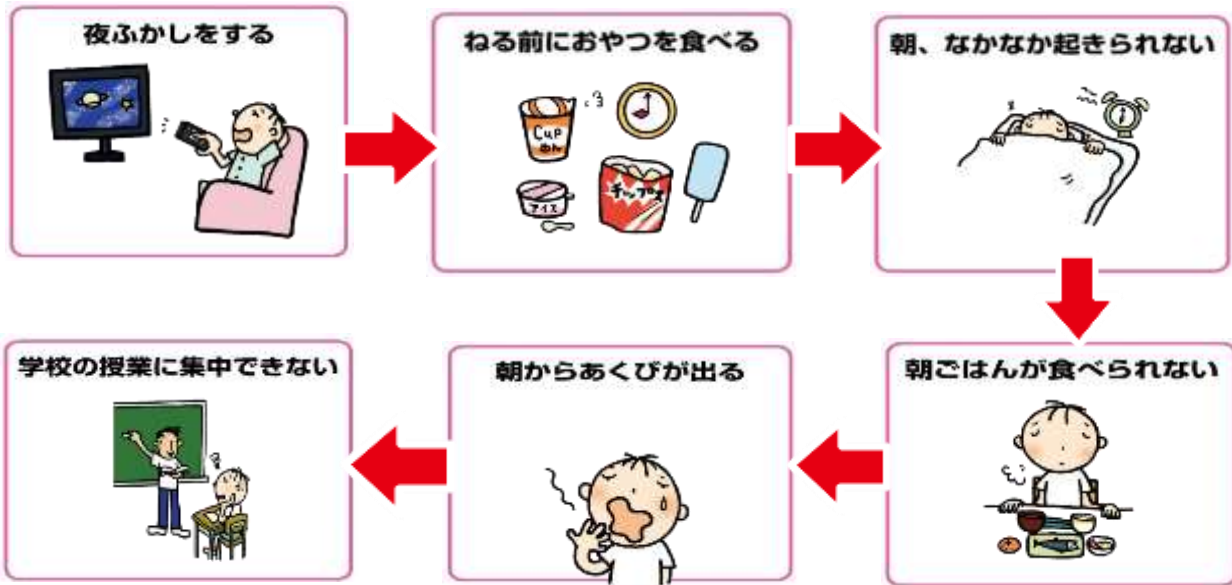 夜ふかしをする
ねる前におやつを食べる
Cup
めん
アイス
チップス
朝、なかなか起きられない
朝ごはんが食べられない
朝からあくびが出る
学校の授業に集中できない